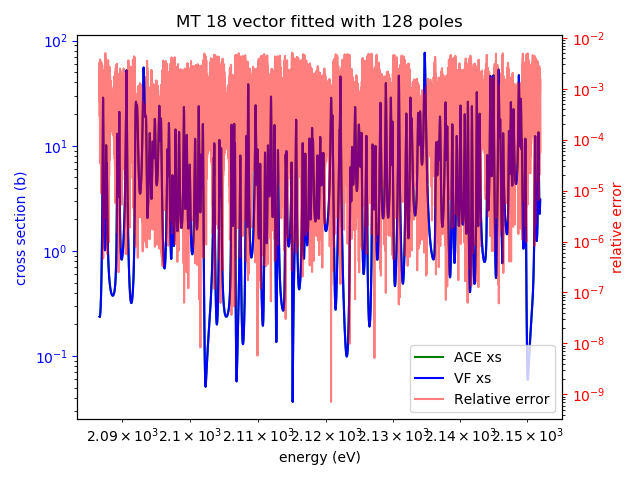 MT 18 vector fitted with 128 poles
10²
10¹
10⁰
10⁻¹
cross section (b)
10⁻²
10⁻³
10⁻⁴
10⁻⁵
10⁻⁶
10⁻⁷
10⁻⁸
10⁻⁹
relative error
ACE xs
VF xs
Relative error
2.09×10³ 2.1×10³ 2.11×10³ 2.12×10³ 2.13×10³ 2.14×10³ 2.15×10³
energy (eV)